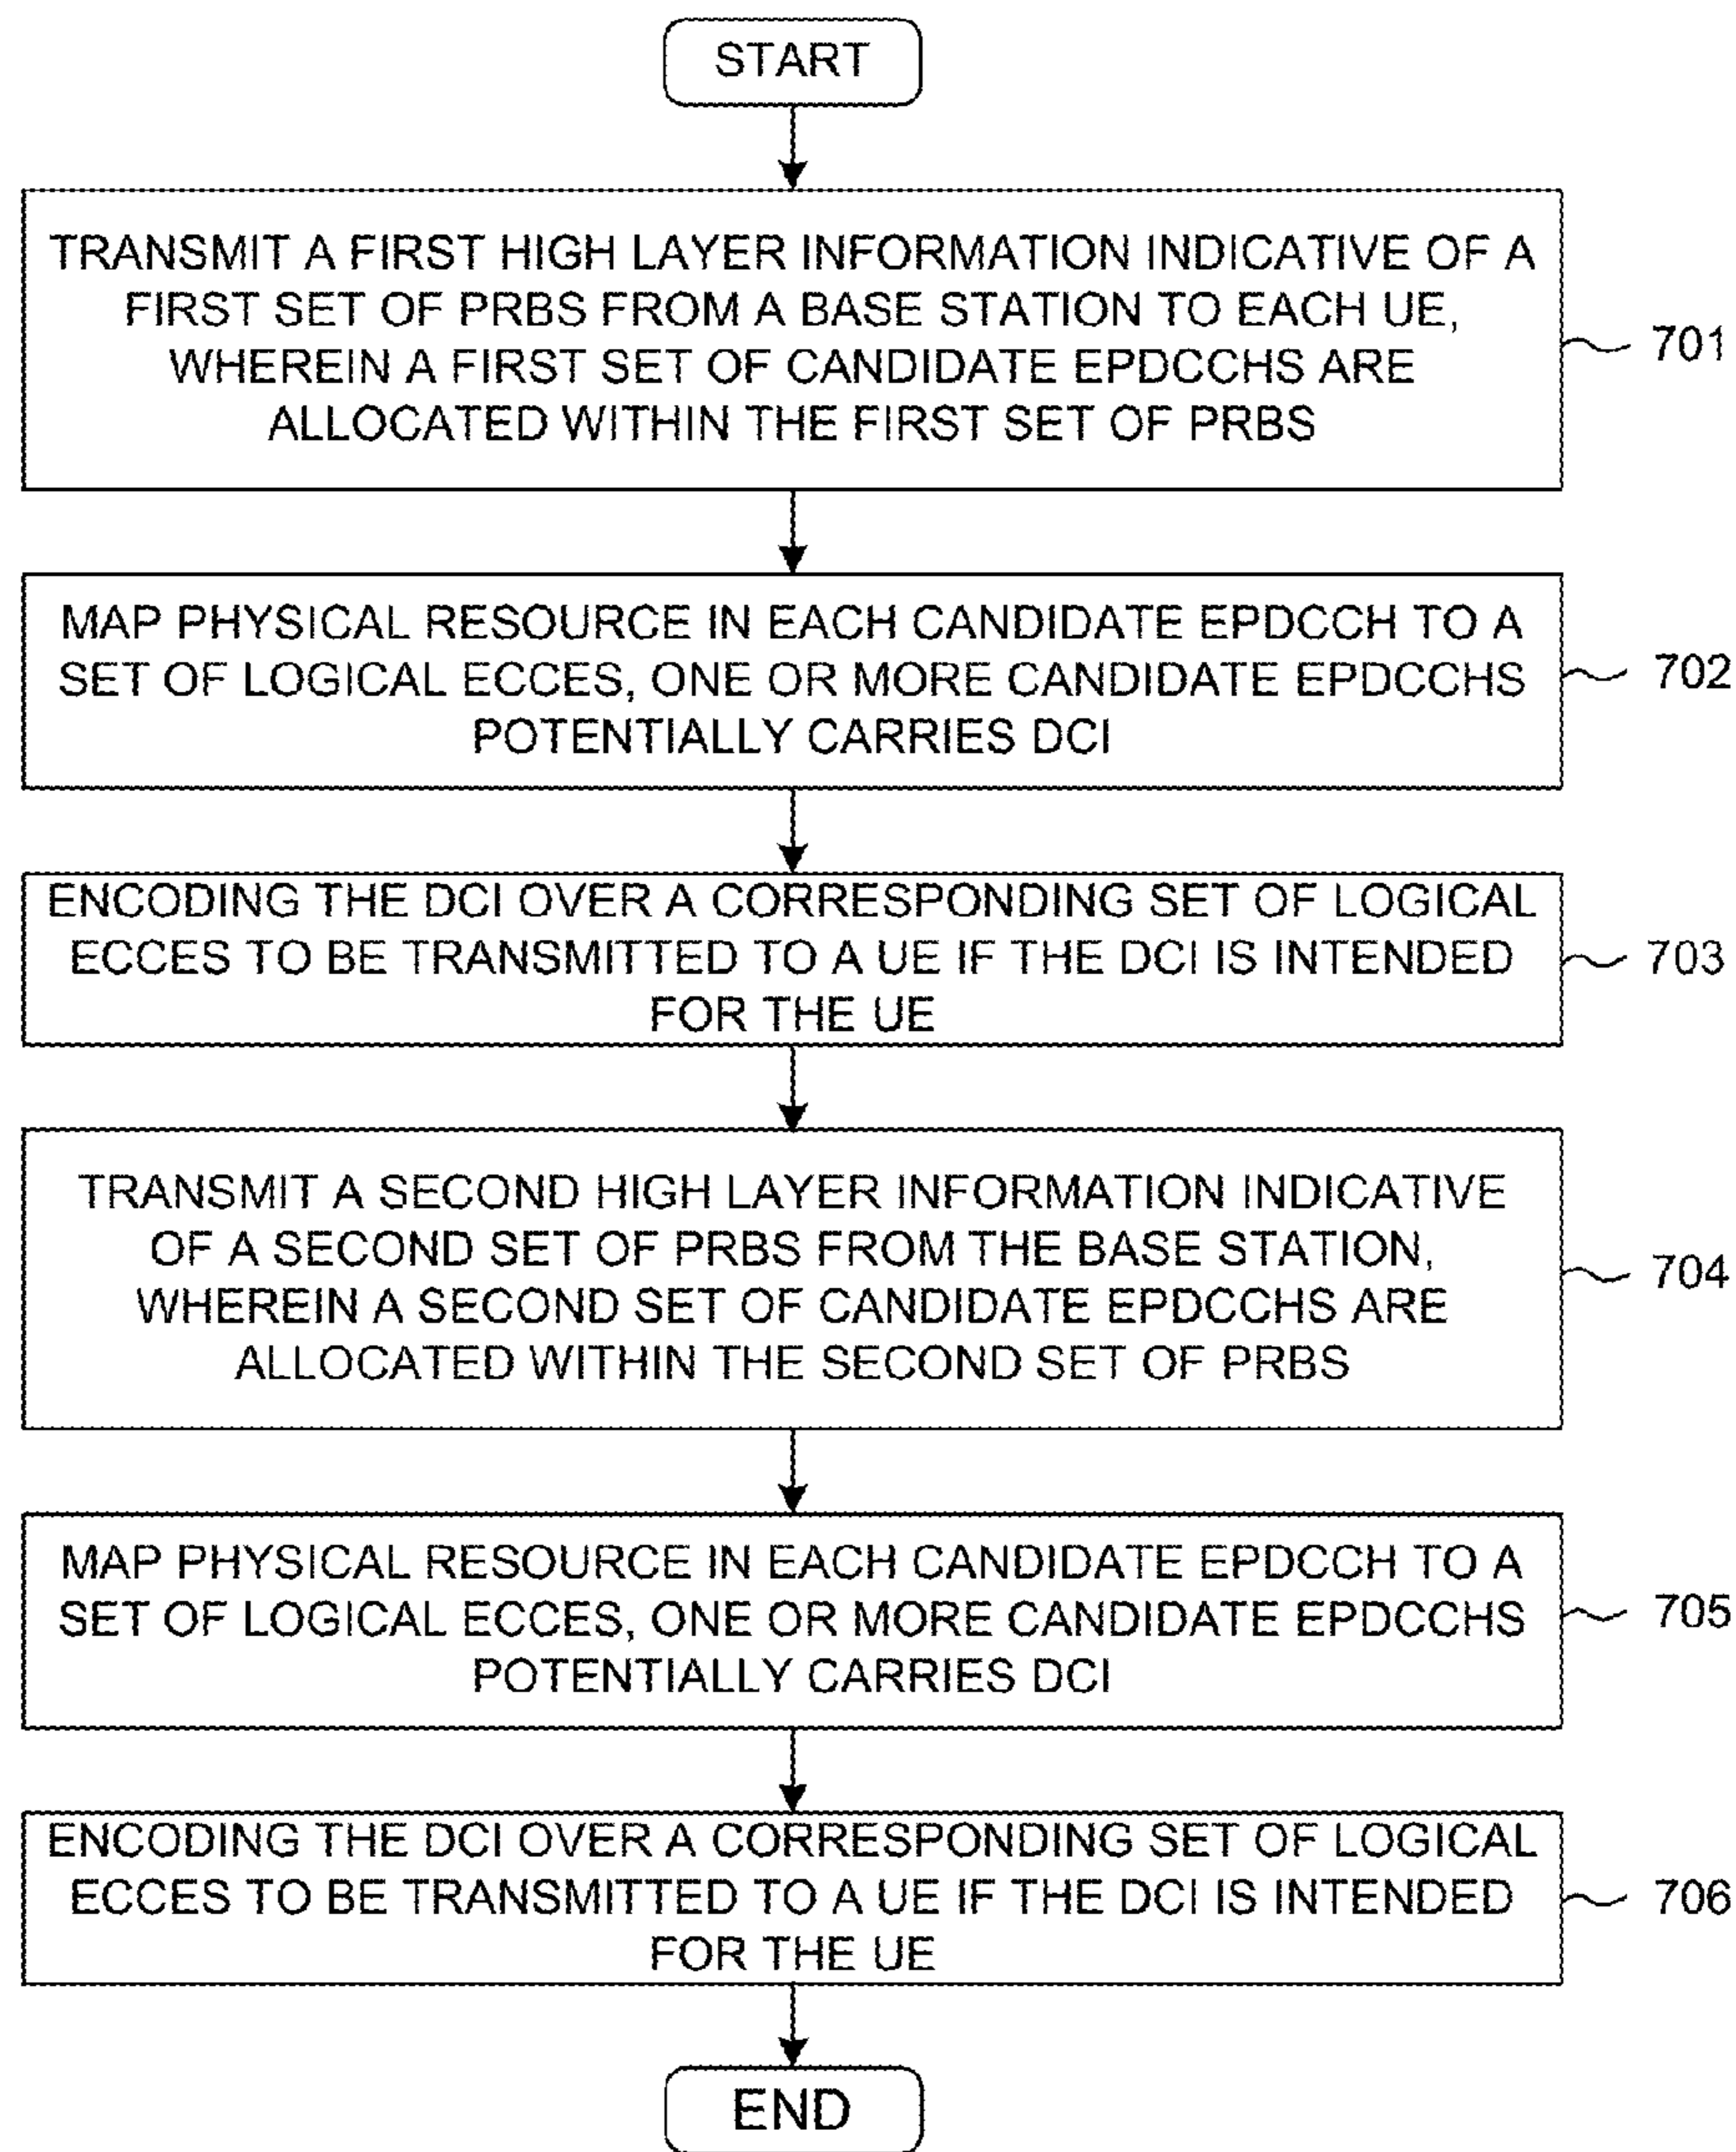 START
TRANSMIT A FIRST HIGH LAYER INFORMATION INDICATIVE OF A
FIRST SET OF PRBS FROM A BASE STATION TO EACH UE,
WHEREIN A FIRST SET OF CANDIDATE EPDCCHS ARE
ALLOCATED WITHIN THE FIRST SET OF PRBS
701
MAP PHYSICAL RESOURCE IN EACH CANDIDATE EPDCCH TO A
SET OF LOGICAL ECCES, ONE OR MORE CANDIDATE EPDCCHS
POTENTIALLY CARRIES DCI
702
ENCODING THE DCI OVER A CORRESPONDING SET OF LOGICAL
ECCES TO BE TRANSMITTED TO A UE IF THE DCI IS INTENDED
FOR THE UE
703
TRANSMIT A SECOND HIGH LAYER INFORMATION INDICATIVE
OF A SECOND SET OF PRBS FROM THE BASE STATION,
WHEREIN A SECOND SET OF CANDIDATE EPDCCHS ARE
ALLOCATED WITHIN THE SECOND SET OF PRBS
704
MAP PHYSICAL RESOURCE IN EACH CANDIDATE EPDCCH TO A
SET OF LOGICAL ECCES, ONE OR MORE CANDIDATE EPDCCHS
POTENTIALLY CARRIES DCI
705
ENCODING THE DCI OVER A CORRESPONDING SET OF LOGICAL
ECCES TO BE TRANSMITTED TO A UE IF THE DCI IS INTENDED
FOR THE UE
706
END